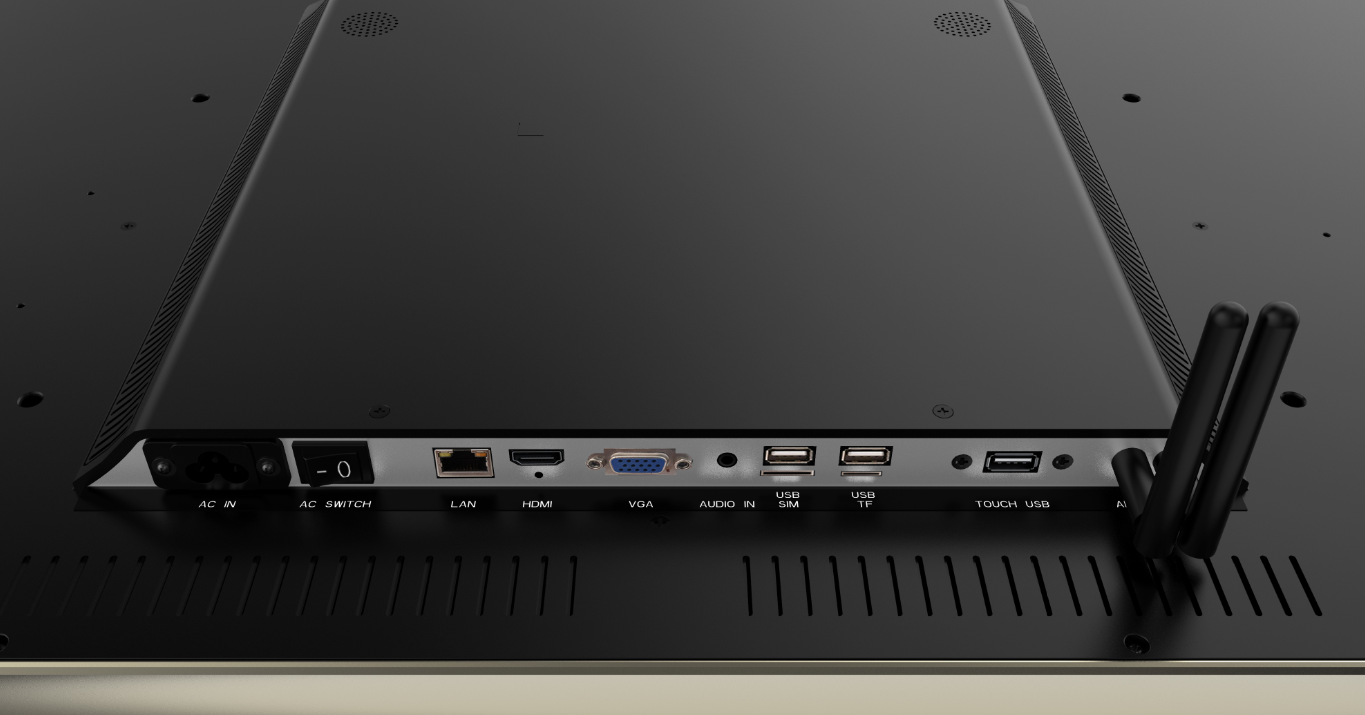 AC IN
AC SWITCH
LAN
HDMI
VGA
AUDIO IN
USB
SIM
USB
TF
TOUCH USB